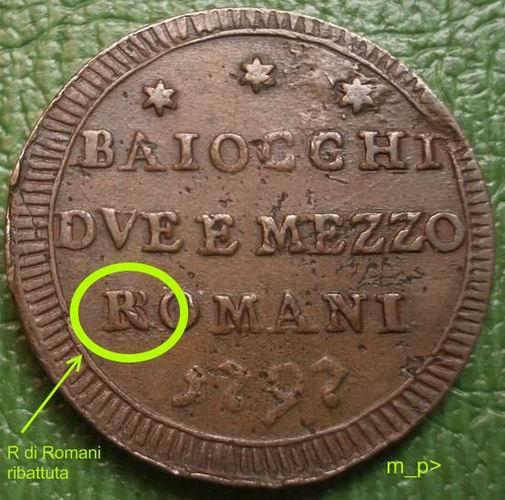 BAIOCCHI
DVE E MEZZO
ROMANI
1797
R di Romani
ribattuta
m_p>